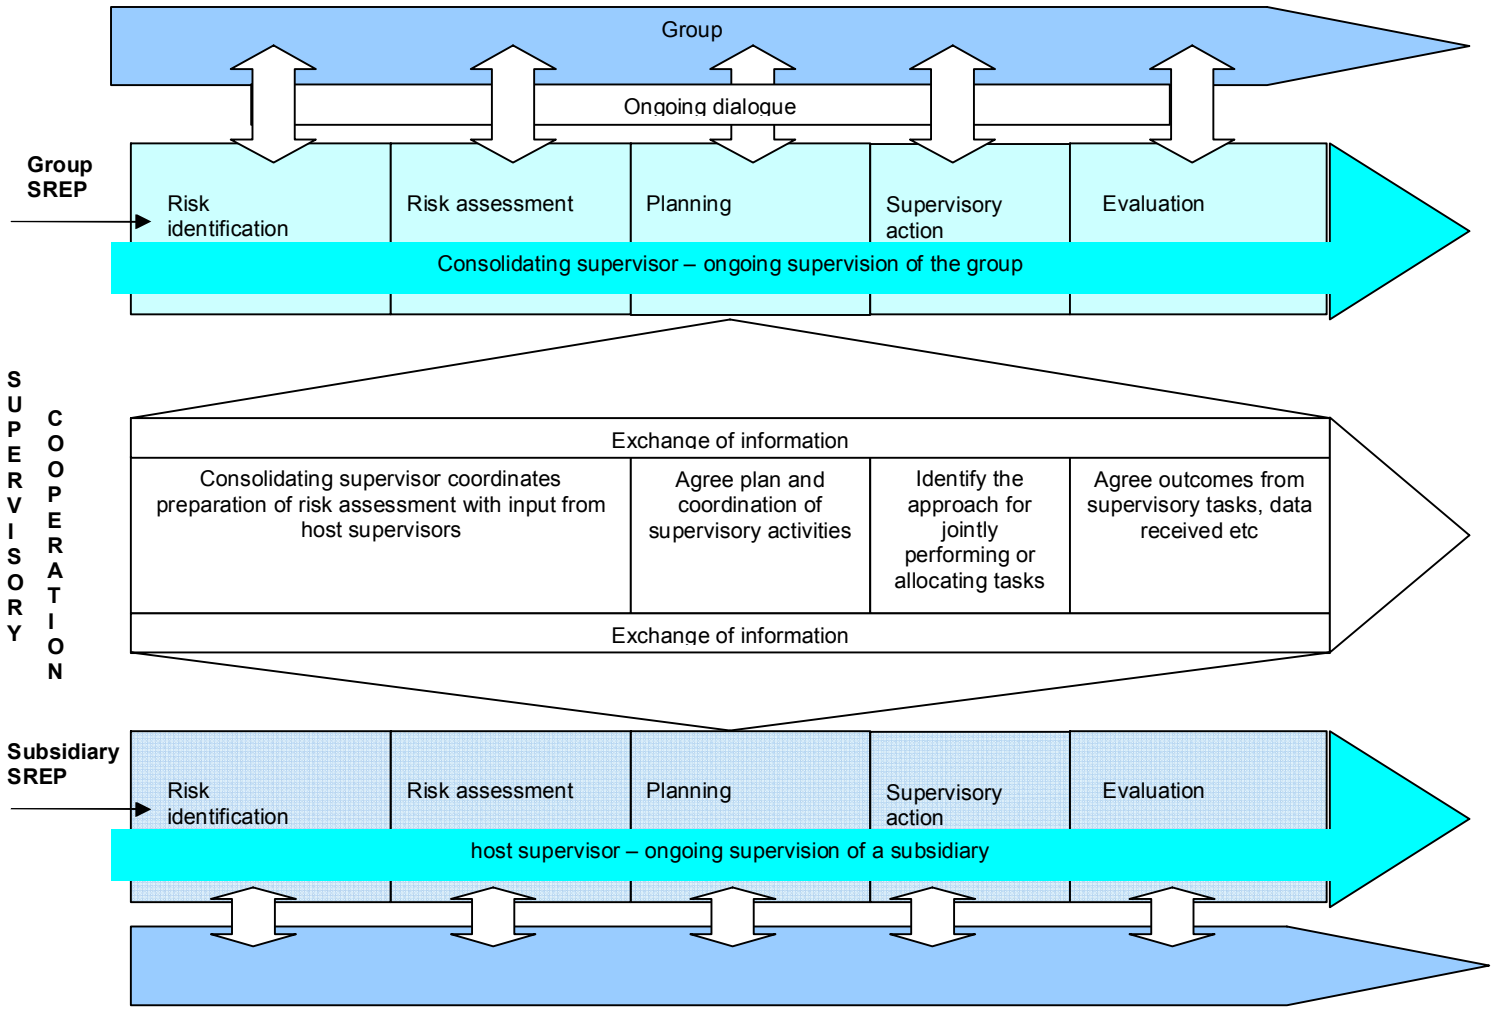 Group
Ongoing dialogue
Group
SREP
Risk
identification
Risk assessment
Planning
Supervisory
action
Evaluation
Consolidating supervisor – ongoing supervision of the group
SUPERVISORY
COOPERATION
Exchange of information
Consolidating supervisor coordinates
preparation of risk assessment with input from
host supervisors
Agree plan and
coordination of
supervisory activities
Identify the
approach for
jointly
performing or
allocating tasks
Agree outcomes from
supervisory tasks, data
received etc
Exchange of information
Subsidiary
SREP
Risk
identification
Risk assessment
Planning
Supervisory
action
Evaluation
host supervisor – ongoing supervision of a subsidiary